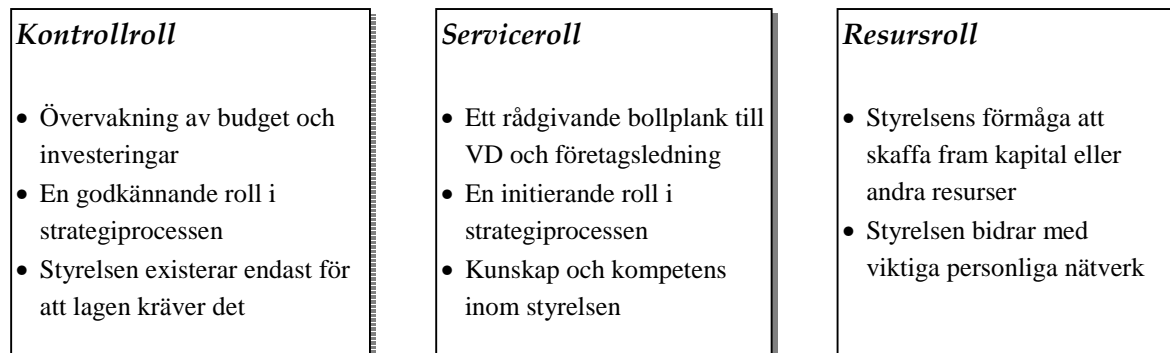 Kontrollroll
• Övervakning av budget och
investeringar
• En godkännande roll i
strategiprocessen
• Styrelsen existerar endast för
att lagen kräver det
Serviceroll
• Ett rådgivande bollplank till
VD och företagsledning
• En initierande roll i
strategiprocessen
• Kunskap och kompetens
inom styrelsen
Resursroll
• Styrelsens förmåga att
skaffa fram kapital eller
andra resurser
• Styrelsen bidrar med
viktiga personliga nätverk